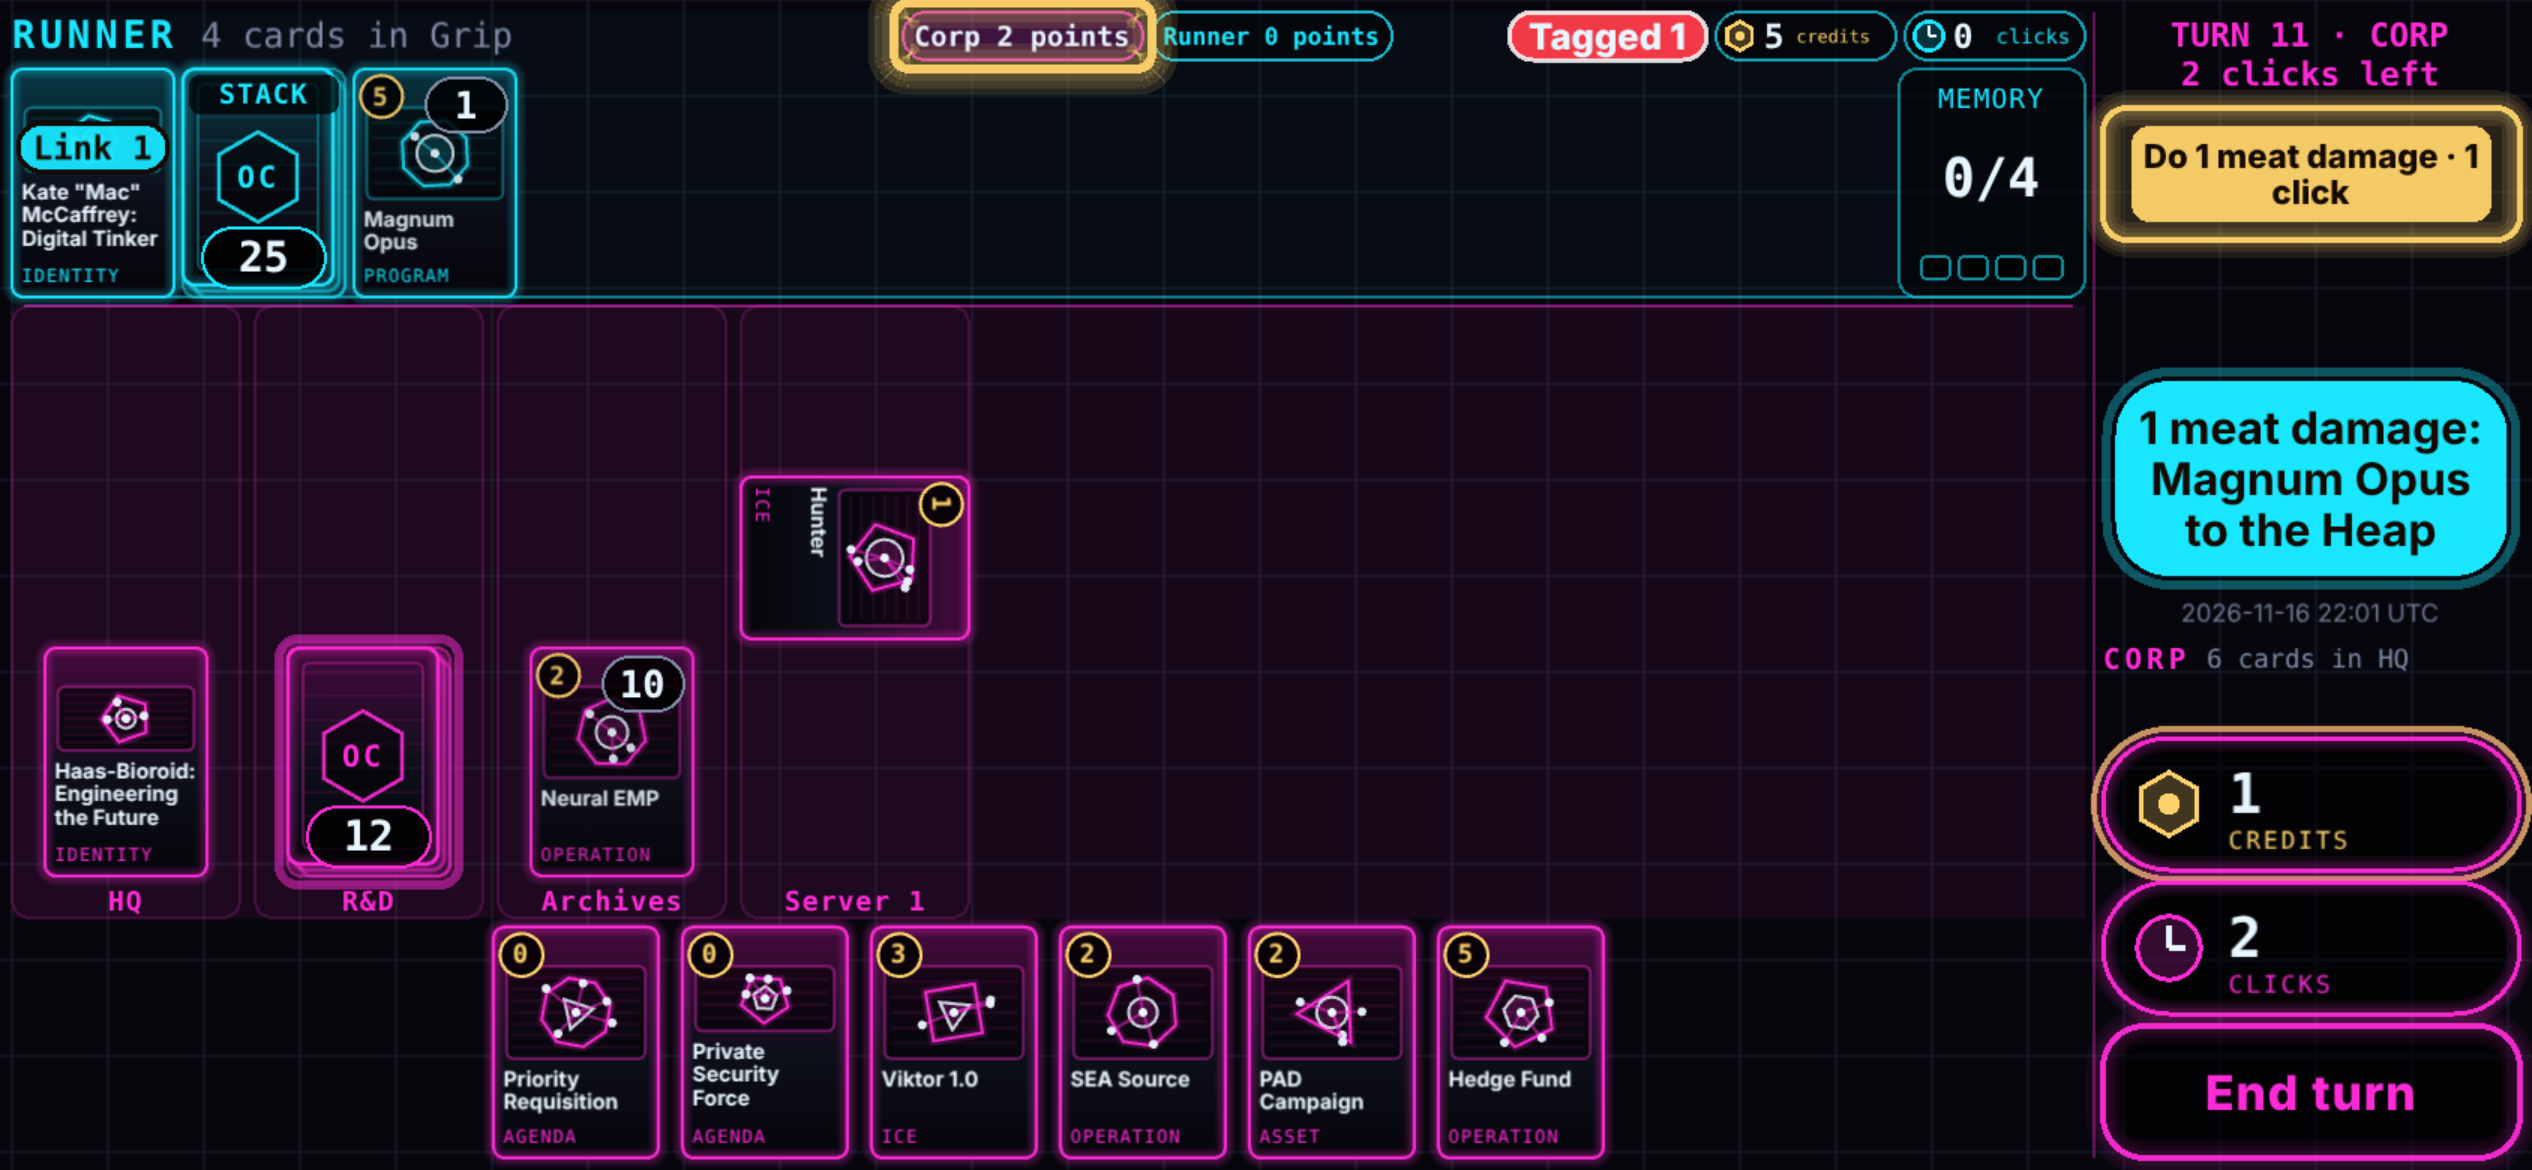 RUNNER 4 cards in Grip
Corp 2 points
Runner 0 points
Tagged 1
5 credits
0 clicks
TURN 11 · CORP
2 clicks left
Link 1
Kate "Mac"
McCaffrey:
Digital Tinker
IDENTITY
STACK
OC
25
5
1
Magnum
Opus
PROGRAM
MEMORY
0/4
Do 1 meat damage · 1
click
1 meat damage:
Magnum Opus
to the Heap
2026-11-16 22:01 UTC
CORP 6 cards in HQ
ICE
Hunter
1
Haas-Bioroid:
Engineering
the Future
IDENTITY
HQ
OC
12
R&D
2
10
Neural EMP
OPERATION
Archives
Server 1
1
CREDITS
2
CLICKS
End turn
0
Priority
Requisition
AGENDA
0
Private
Security
Force
AGENDA
3
Viktor 1.0
ICE
2
SEA Source
OPERATION
2
PAD
Campaign
ASSET
5
Hedge Fund
OPERATION